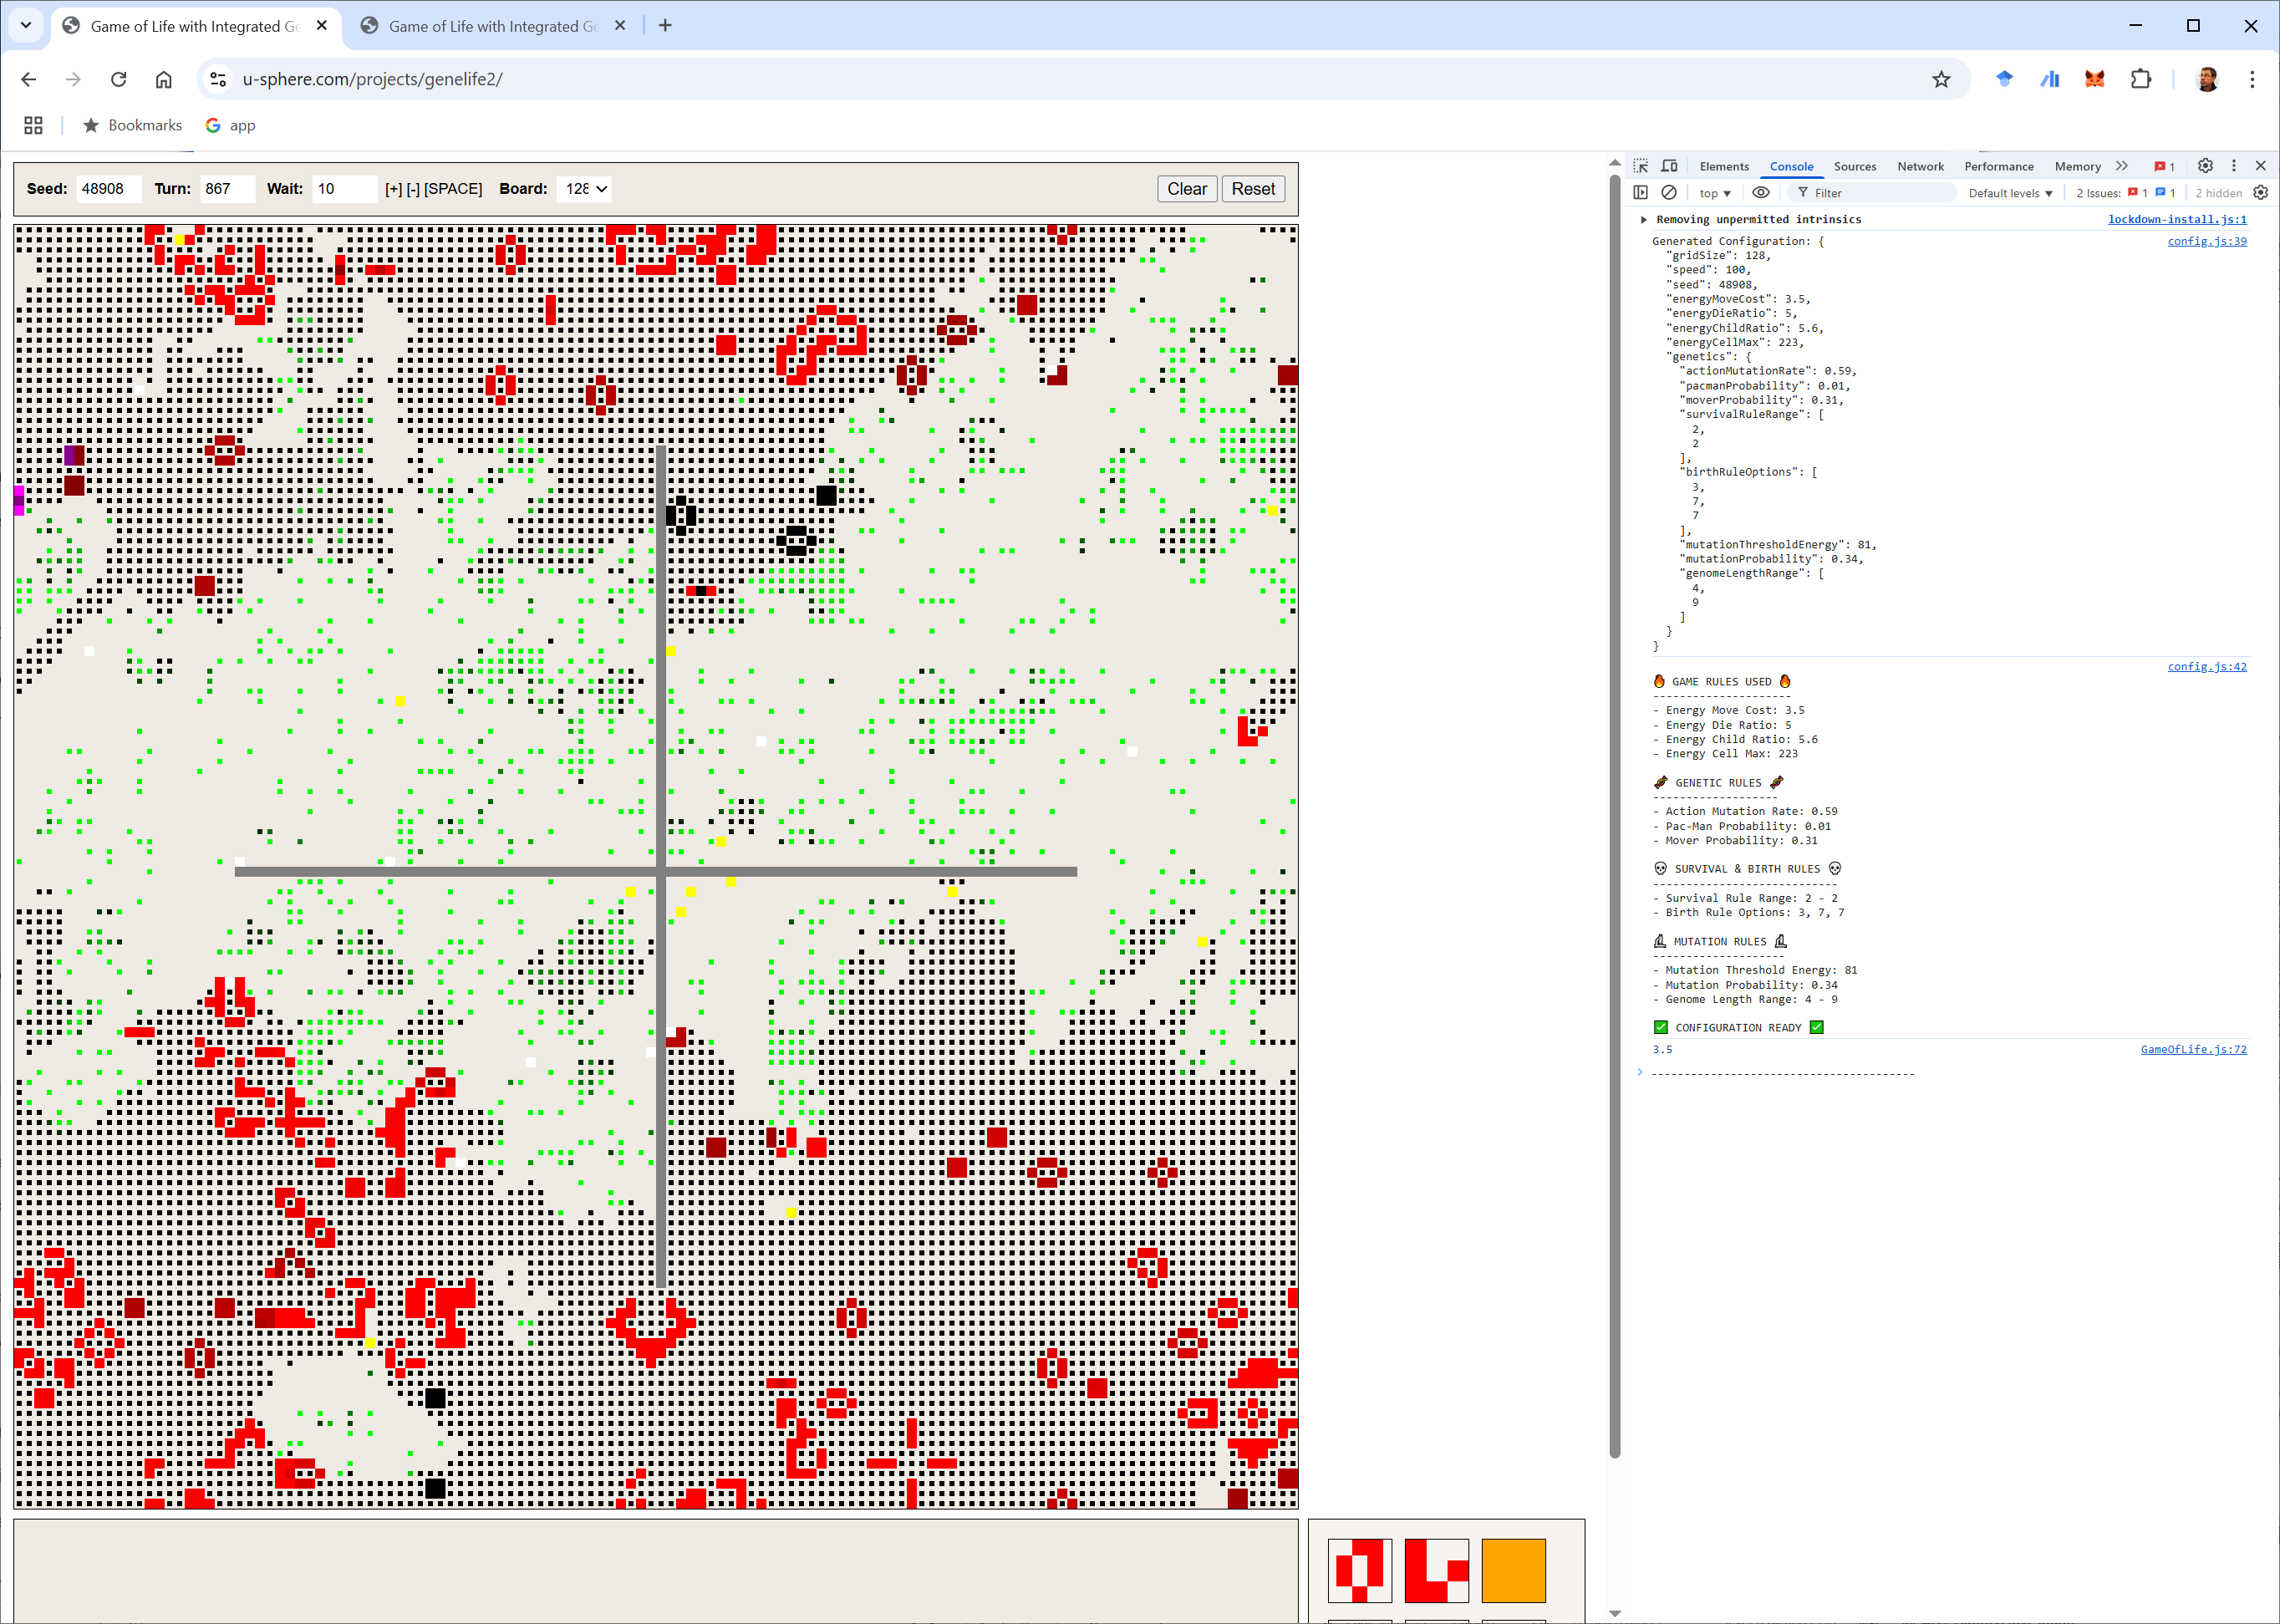 Game of Life with Integrated Ge
Game of Life with Integrated Ge
u-sphere.com/projects/genelife2/
Bookmarks
app
Seed: 48908 Turn: 867 Wait: 10 [+] [-] [SPACE] Board: 128 Clear Reset
Elements Console Sources Network Performance Memory 1
top Filter Default levels 2 Issues: 1 1 2 hidden
Removing unpermitted intrinsics lockdown-install.js:1
Generated Configuration: { config.js:39
"gridSize": 128,
"speed": 100,
"seed": 48908,
"energyMoveCost": 3.5,
"energyDieRatio": 5,
"energyChildRatio": 5.6,
"energyCellMax": 223,
"genetics": {
"actionMutationRate": 0.59,
"pacmanProbability": 0.01,
"moverProbability": 0.31,
"survivalRuleRange": [
2,
2
],
"birthRuleOptions": [
3,
7,
7
],
"mutationThresholdEnergy": 81,
"mutationProbability": 0.34,
"genomeLengthRange": [
4,
9
]
}
}
config.js:42
🔥 GAME RULES USED 🔥
---------------------
- Energy Move Cost: 3.5
- Energy Die Ratio: 5
- Energy Child Ratio: 5.6
- Energy Cell Max: 223
GENETIC RULES
-------------------
- Action Mutation Rate: 0.59
- Pac-Man Probability: 0.01
- Mover Probability: 0.31
💀 SURVIVAL & BIRTH RULES 💀
----------------------------
- Survival Rule Range: 2 - 2
- Birth Rule Options: 3, 7, 7
MUTATION RULES
--------------------
- Mutation Threshold Energy: 81
- Mutation Probability: 0.34
- Genome Length Range: 4 - 9
✅ CONFIGURATION READY ✅
3.5 GameOfLife.js:72
----------------------------------------